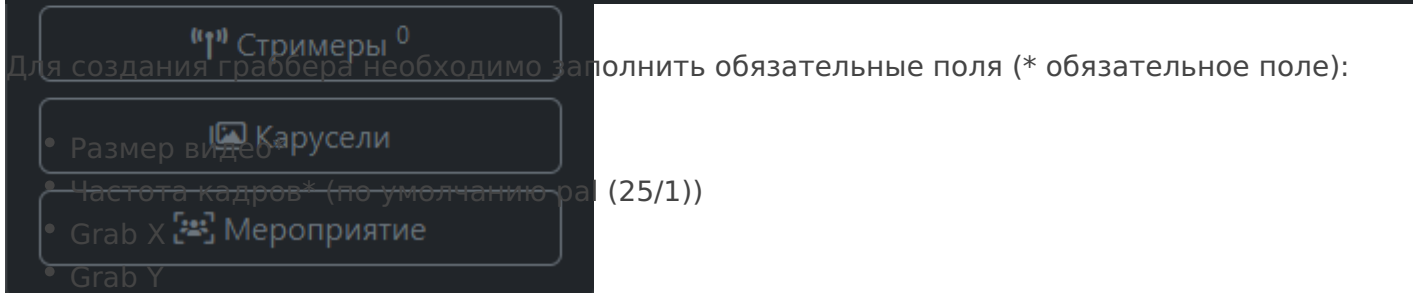 Стримеры 0
Для создания граббера необходимо заполнить обязательные поля (* обязательное поле):
Карусели
• Размер видео*
• Частота кадров* (по умолчанию pal (25/1))
Мероприятие
• Grab X
• Grab Y